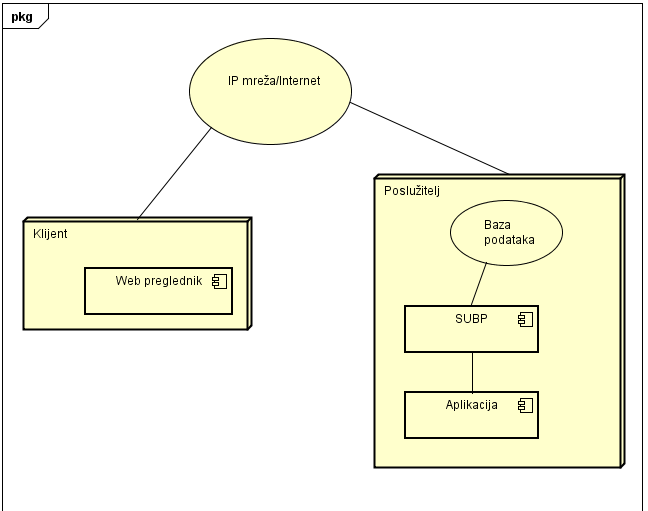 pkg
IP mreža/Internet
Klijent
Web preglednik
Poslužitelj
Baza
podataka
SUBP
Aplikacija